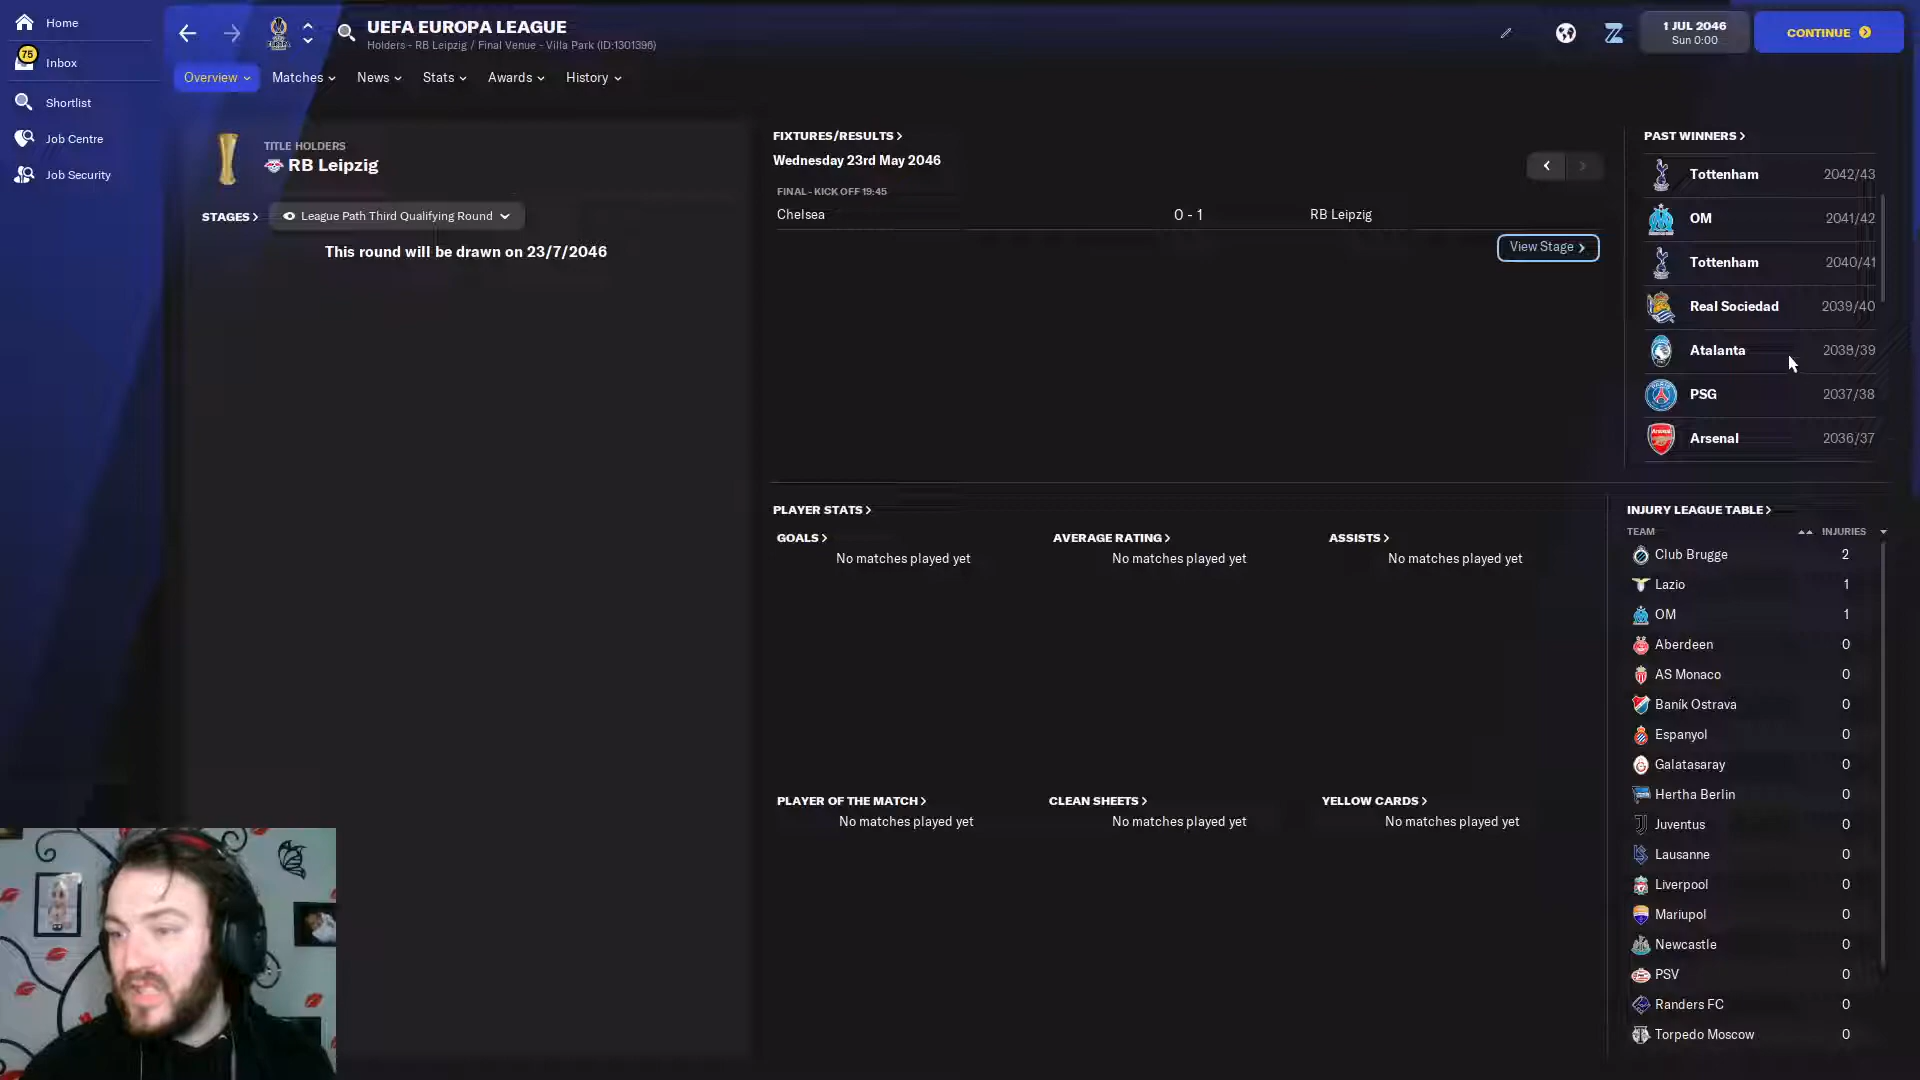 Home
75
Inbox
Shortlist
Job Centre
Job Security
UEFA EUROPA LEAGUE
Holders - RB Leipzig / Final Venue - Villa Park (ID:1301396)
1 JUL 2046
Sun 0:00
CONTINUE
Overview
Matches
News
Stats
Awards
History
TITLE HOLDERS
RB Leipzig
STAGES
League Path Third Qualifying Round
This round will be drawn on 23/7/2046
FIXTURES/RESULTS
Wednesday 23rd May 2046
FINAL - KICK OFF 19:45
Chelsea 0 - 1 RB Leipzig
View Stage
PAST WINNERS
Tottenham 2042/43
OM 2041/42
Tottenham 2040/41
Real Sociedad 2039/40
Atalanta 2038/39
PSG 2037/38
Arsenal 2036/37
PLAYER STATS
GOALS
No matches played yet
AVERAGE RATING
No matches played yet
ASSISTS
No matches played yet
PLAYER OF THE MATCH
No matches played yet
CLEAN SHEETS
No matches played yet
YELLOW CARDS
No matches played yet
INJURY LEAGUE TABLE
TEAM INJURIES
Club Brugge 2
Lazio 1
OM 1
Aberdeen 0
AS Monaco 0
Baník Ostrava 0
Espanyol 0
Galatasaray 0
Hertha Berlin 0
Juventus 0
Lausanne 0
Liverpool 0
Mariupol 0
Newcastle 0
PSV 0
Randers FC 0
Torpedo Moscow 0